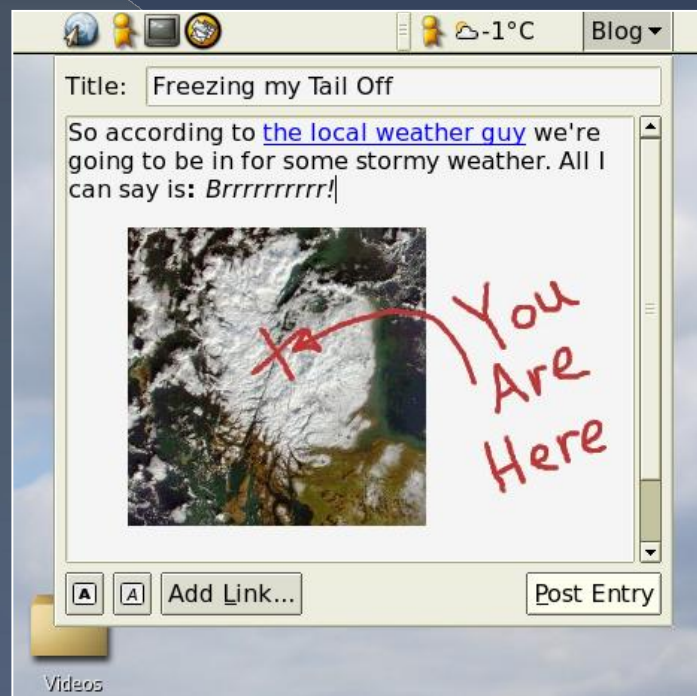 -1°C
Blog
Title: Freezing my Tail Off
So according to the local weather guy we're
going to be in for some stormy weather. All I
can say is: Brrrrrrrrrr!
You
Are
Here
A A Add Link... Post Entry
Videos